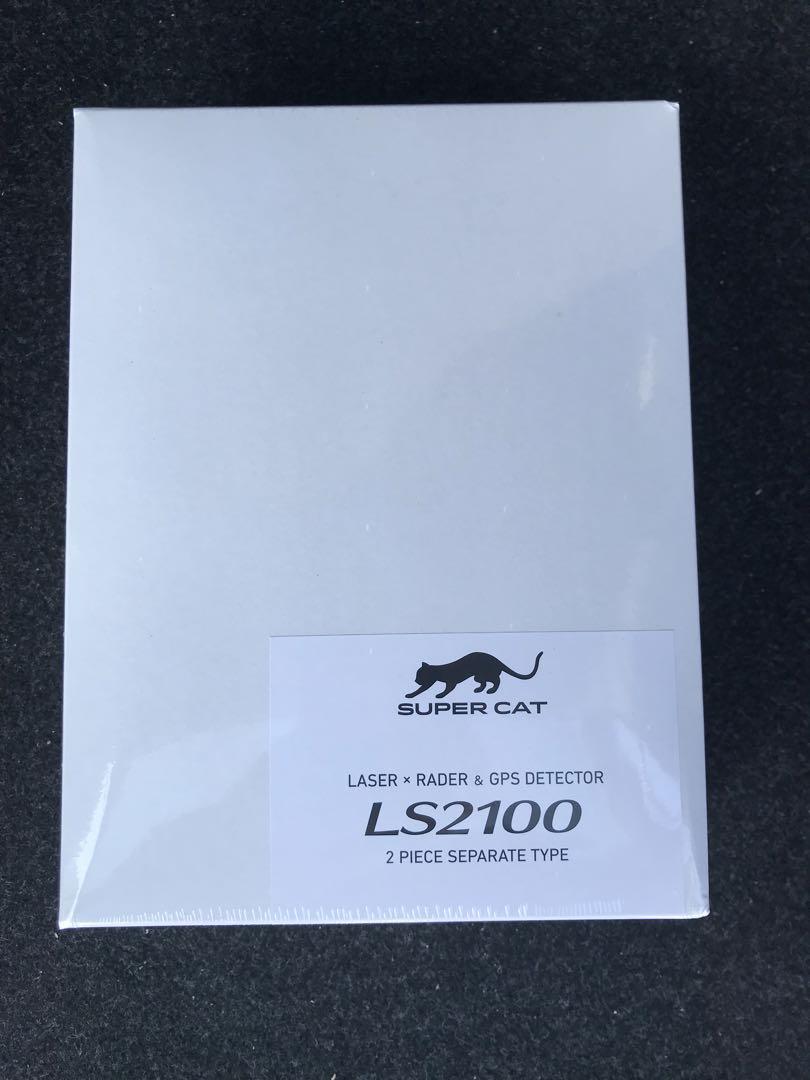 SUPER CAT
LASER × RADER & GPS DETECTOR
LS2100
2 PIECE SEPARATE TYPE